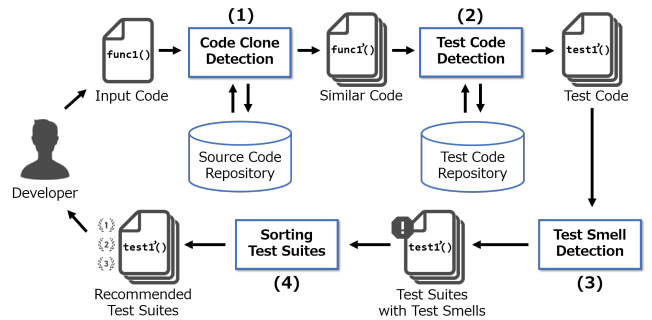 (1)
(2)
func1()
Code Clone
Detection
func1’()
Test Code
Detection
test1’()
Input Code
Similar Code
Test Code
Source Code
Repository
Test Code
Repository
Developer
1
2
3
test1’()
Sorting
Test Suites
test1’()
Test Smell
Detection
(4)
(3)
Recommended
Test Suites
Test Suites
with Test Smells